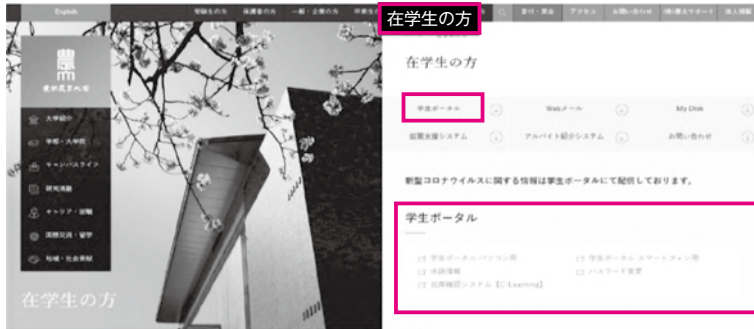 English
受験生の方 保護者の方 一般・企業の方
在学生の方
寄付・募金 アクセス お問い合わせ
農
東京農業大学
大学紹介
学部・大学院
キャンパスライフ
研究活動
キャリア・就職
国際交流・留学
地域・社会貢献
在学生の方
在学生の方
学生ポータル Webメール My Disk
就職支援システム アルバイト紹介システム お問い合わせ
新型コロナウイルスに関する情報は学生ポータルにて配信しております。
学生ポータル
学生ポータル パソコン用 学生ポータル スマートフォン用
休講情報 パスワード変更
出席確認システム【C-Learning】